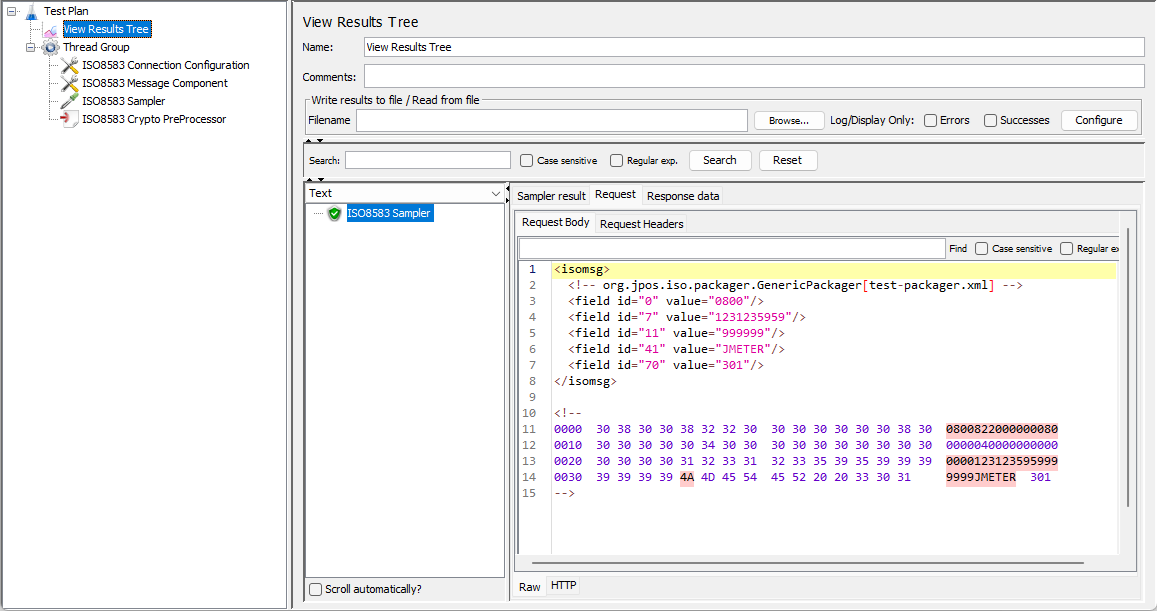 Test Plan
View Results Tree
Thread Group
ISO8583 Connection Configuration
ISO8583 Message Component
ISO8583 Sampler
ISO8583 Crypto PreProcessor
View Results Tree
Name: View Results Tree
Comments:
Write results to file / Read from file
Filename Browse... Log/Display Only: Errors Successes Configure
Search: Case sensitive Regular exp. Search Reset
Text
ISO8583 Sampler
Scroll automatically?
Sampler result Request Response data
Request Body Request Headers
Find Case sensitive Regular ex
1 <isomsg>
2 <!-- org.jpos.iso.packager.GenericPackager[test-packager.xml] -->
3 <field id="0" value="0800"/>
4 <field id="7" value="1231235959"/>
5 <field id="11" value="999999"/>
6 <field id="41" value="JMETER"/>
7 <field id="70" value="301"/>
8 </isomsg>
9
10 <!--
11 0000 30 38 30 30 38 32 32 30 30 30 30 30 30 30 38 30 0800822000000080
12 0010 30 30 30 30 30 34 30 30 30 30 30 30 30 30 30 30 0000040000000000
13 0020 30 30 30 30 31 32 33 31 32 33 35 39 35 39 39 39 0000123123595999
14 0030 39 39 39 39 4A 4D 45 54 45 52 20 20 33 30 31 9999JMETER 301
15 -->
Raw HTTP